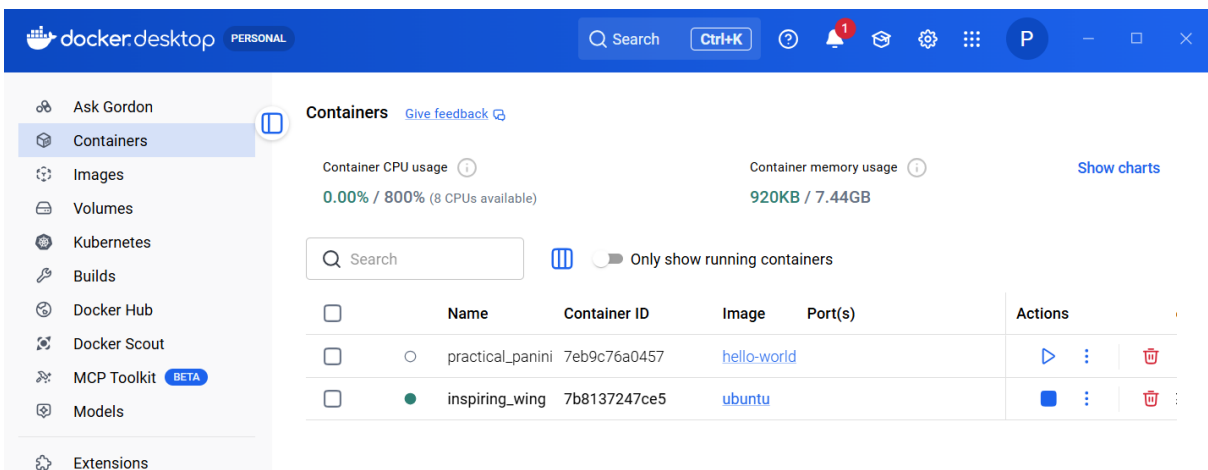 docker.desktop PERSONAL Search Ctrl+K 1 P
Ask Gordon
Containers
Images
Volumes
Kubernetes
Builds
Docker Hub
Docker Scout
MCP Toolkit BETA
Models
Extensions
Containers Give feedback
Container CPU usage
0.00% / 800% (8 CPUs available)
Container memory usage
920KB / 7.44GB
Show charts
Search
Only show running containers
Name Container ID Image Port(s) Actions
practical_panini 7eb9c76a0457 hello-world
inspiring_wing 7b8137247ce5 ubuntu